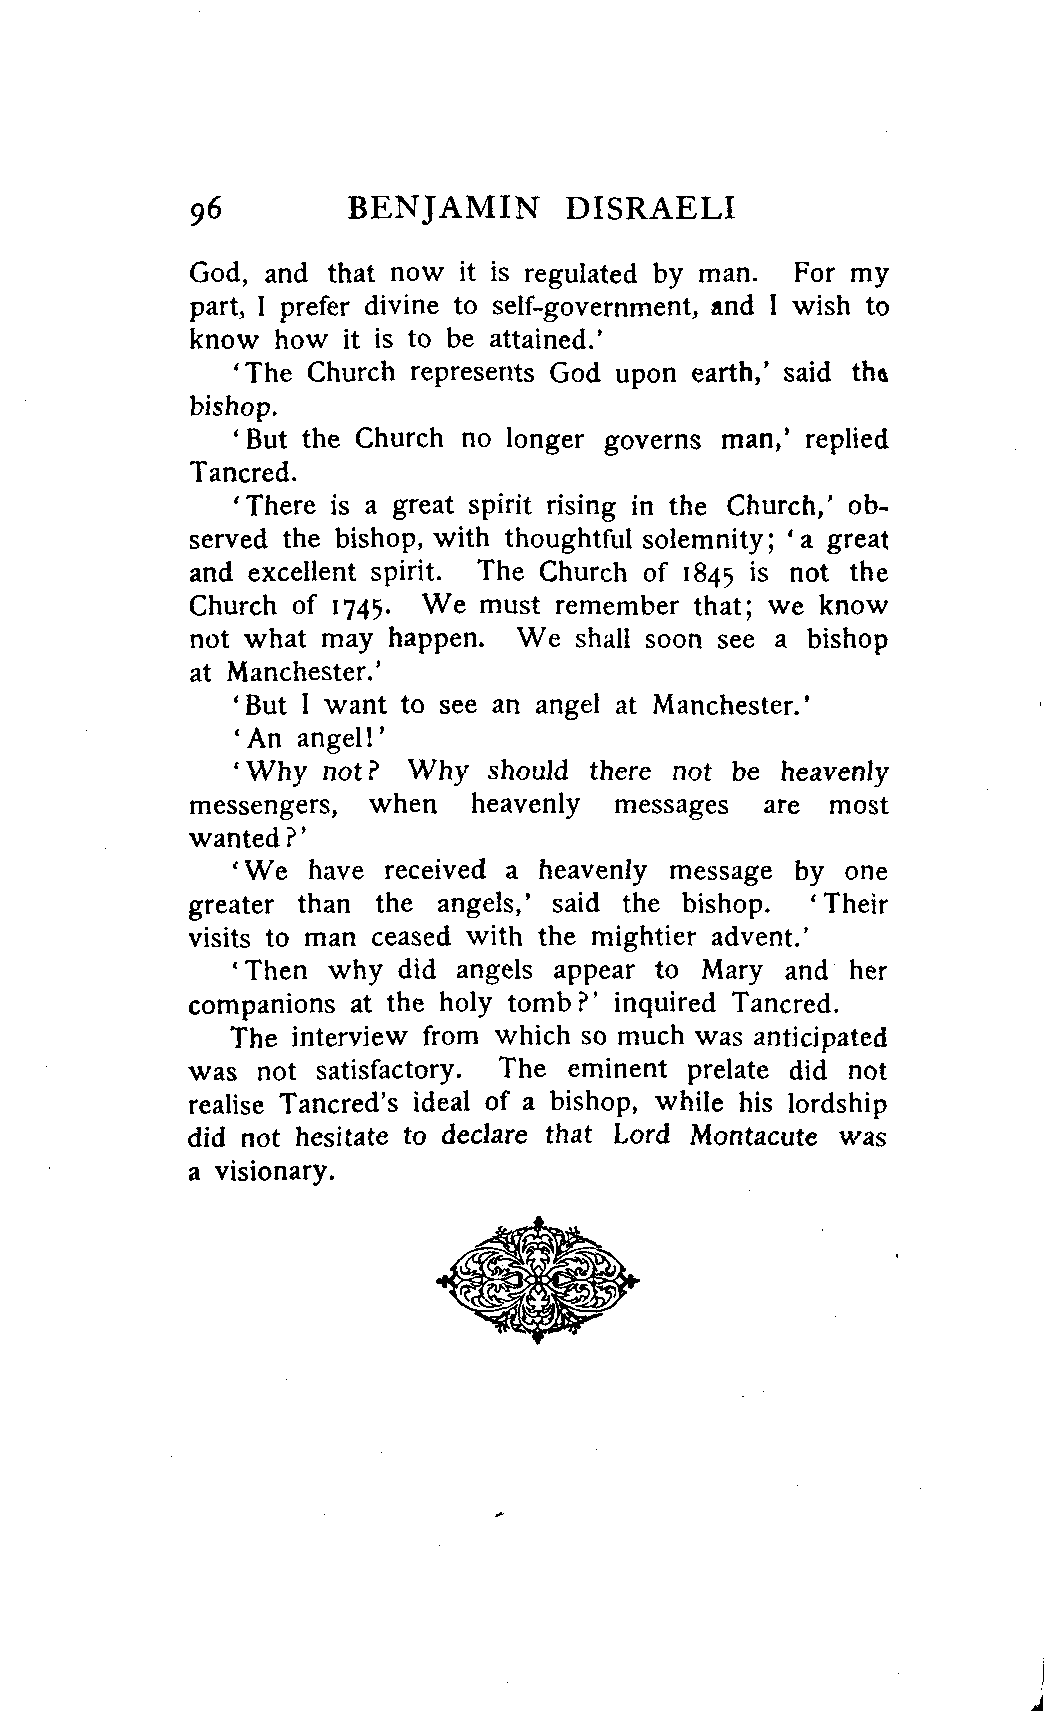 96 BENJAMIN DISRAELI
God, and that now it is regulated by man. For my
part, I prefer divine to self-government, and I wish to
know how it is to be attained.'
'The Church represents God upon earth,' said the
bishop.
'But the Church no longer governs man,' replied
Tancred.
'There is a great spirit rising in the Church,' ob-
served the bishop, with thoughtful solemnity; 'a great
and excellent spirit. The Church of 1845 is not the
Church of 1745. We must remember that; we know
not what may happen. We shall soon see a bishop
at Manchester.'
'But I want to see an angel at Manchester.'
'An angel!'
'Why not? Why should there not be heavenly
messengers, when heavenly messages are most
wanted?'
'We have received a heavenly message by one
greater than the angels,' said the bishop. 'Their
visits to man ceased with the mightier advent.'
'Then why did angels appear to Mary and her
companions at the holy tomb?' inquired Tancred.
The interview from which so much was anticipated
was not satisfactory. The eminent prelate did not
realise Tancred's ideal of a bishop, while his lordship
did not hesitate to declare that Lord Montacute was
a visionary.